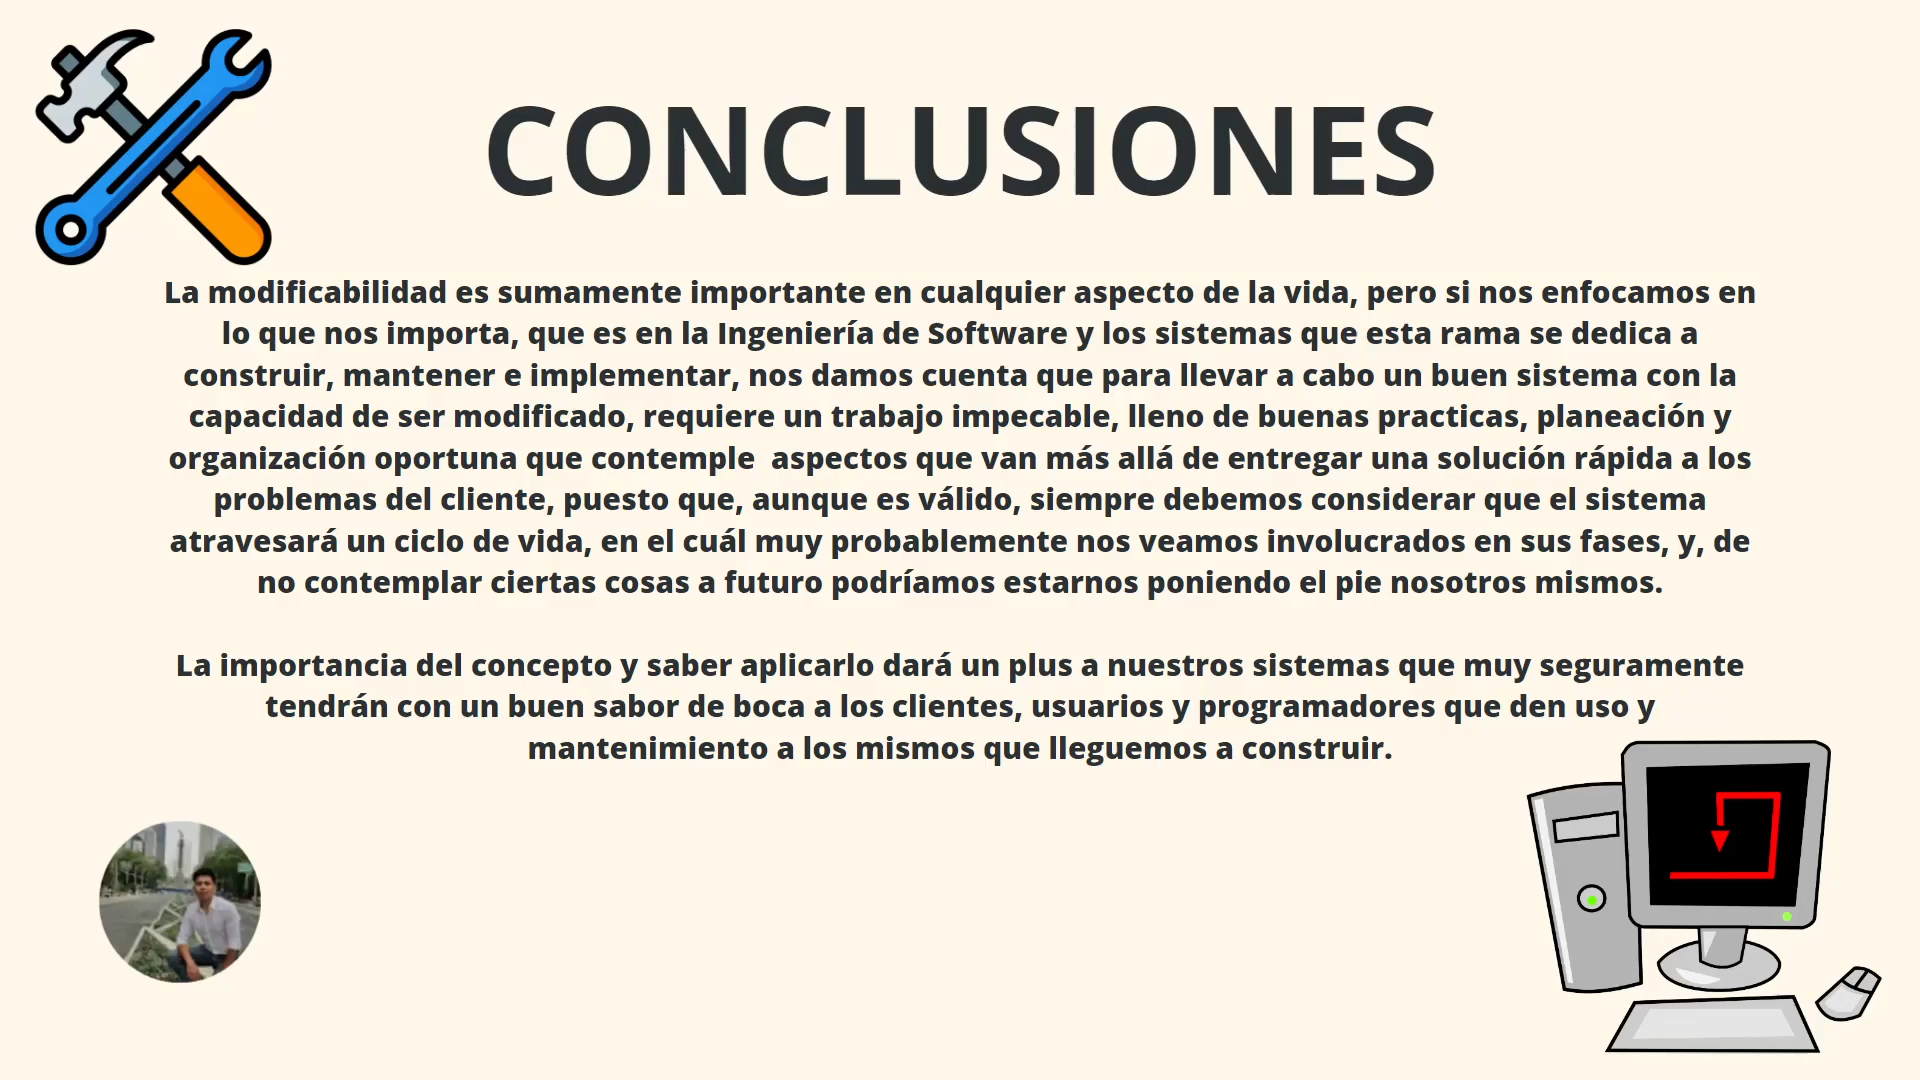 CONCLUSIONES
La modificabilidad es sumamente importante en cualquier aspecto de la vida, pero si nos enfocamos en
lo que nos importa, que es en la Ingeniería de Software y los sistemas que esta rama se dedica a
construir, mantener e implementar, nos damos cuenta que para llevar a cabo un buen sistema con la
capacidad de ser modificado, requiere un trabajo impecable, lleno de buenas practicas, planeación y
organización oportuna que contemple  aspectos que van más allá de entregar una solución rápida a los
problemas del cliente, puesto que, aunque es válido, siempre debemos considerar que el sistema
atravesará un ciclo de vida, en el cuál muy probablemente nos veamos involucrados en sus fases, y, de
no contemplar ciertas cosas a futuro podríamos estarnos poniendo el pie nosotros mismos.
La importancia del concepto y saber aplicarlo dará un plus a nuestros sistemas que muy seguramente
tendrán con un buen sabor de boca a los clientes, usuarios y programadores que den uso y
mantenimiento a los mismos que lleguemos a construir.